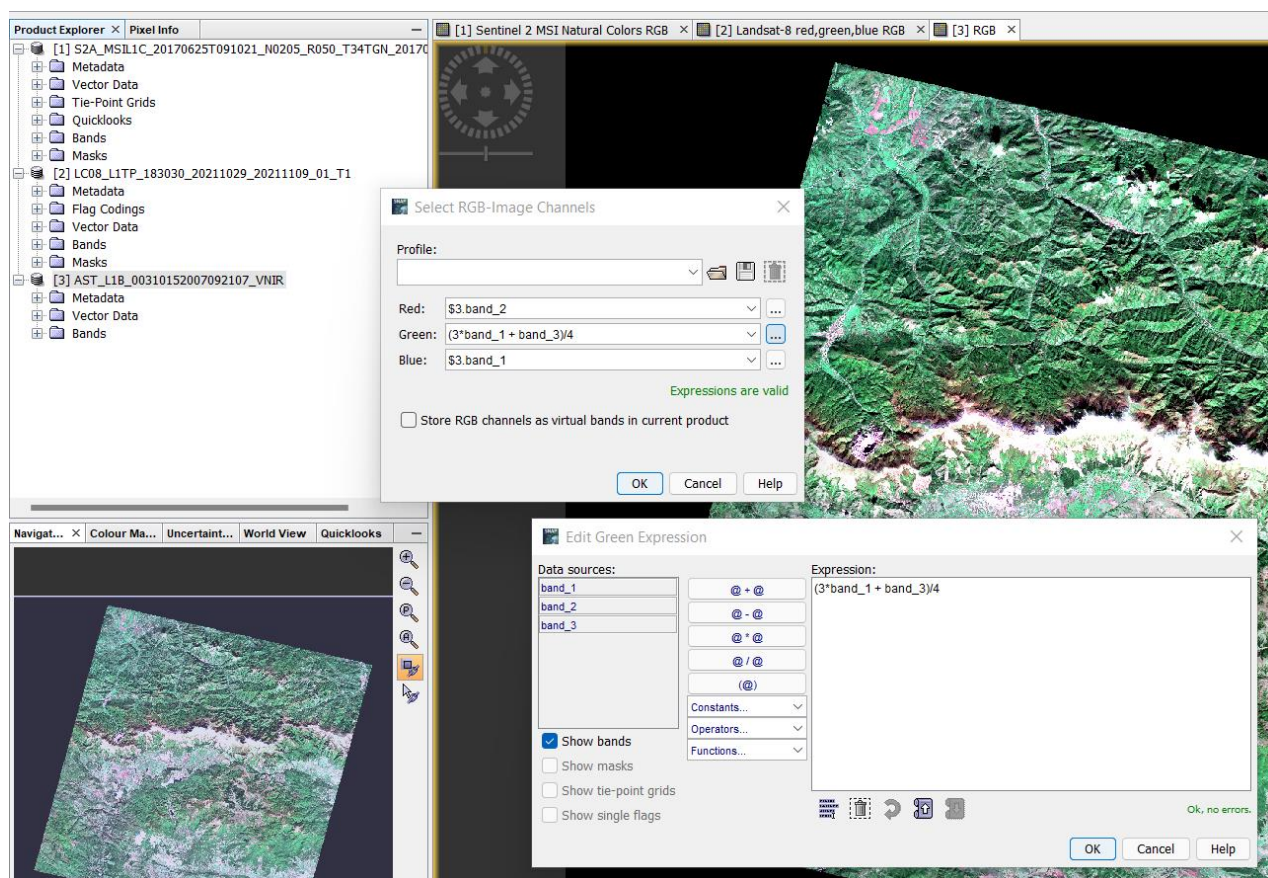 Product Explorer × Pixel Info
[1] S2A_MSIL1C_20170625T091021_N0205_R050_T34TGN_2017
Metadata
Vector Data
Tie-Point Grids
Quicklooks
Bands
Masks
[2] LC08_L1TP_183030_20211029_20211109_01_T1
Metadata
Flag Codings
Vector Data
Bands
Masks
[3] AST_L1B_00310152007092107_VNIR
Metadata
Vector Data
Bands
[1] Sentinel 2 MSI Natural Colors RGB × [2] Landsat-8 red,green,blue RGB × [3] RGB ×
Select RGB-Image Channels
Profile:
Red: $3.band_2 ...
Green: (3*band_1 + band_3)/4 ...
Blue: $3.band_1 ...
Expressions are valid
Store RGB channels as virtual bands in current product
OK Cancel Help
Navigat... × Colour Ma... Uncertaint... World View Quicklooks
Edit Green Expression
Data sources:
band_1
band_2
band_3
Show bands
Show masks
Show tie-point grids
Show single flags
@ + @
@ - @
@ * @
@ / @
(@)
Constants...
Operators...
Functions...
Expression:
(3*band_1 + band_3)/4
Ok, no errors.
OK Cancel Help